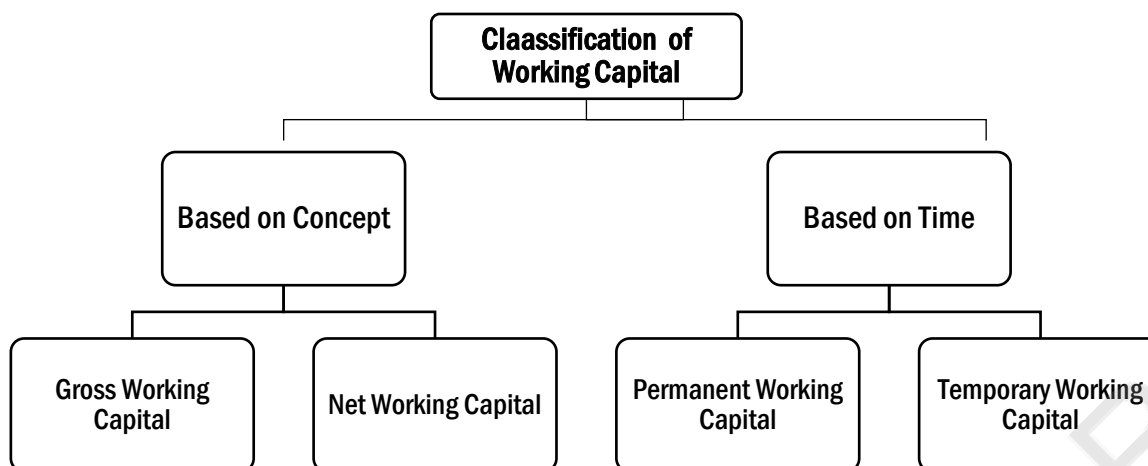 Claassification of
Working Capital
Based on Concept
Based on Time
Gross Working
Capital
Net Working Capital
Permanent Working
Capital
Temporary Working
Capital